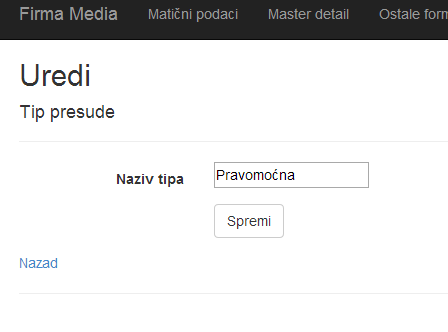 Firma Media Matični podaci Master detail Ostale form
Uredi
Tip presude
Naziv tipa Pravomoćna
Spremi
Nazad